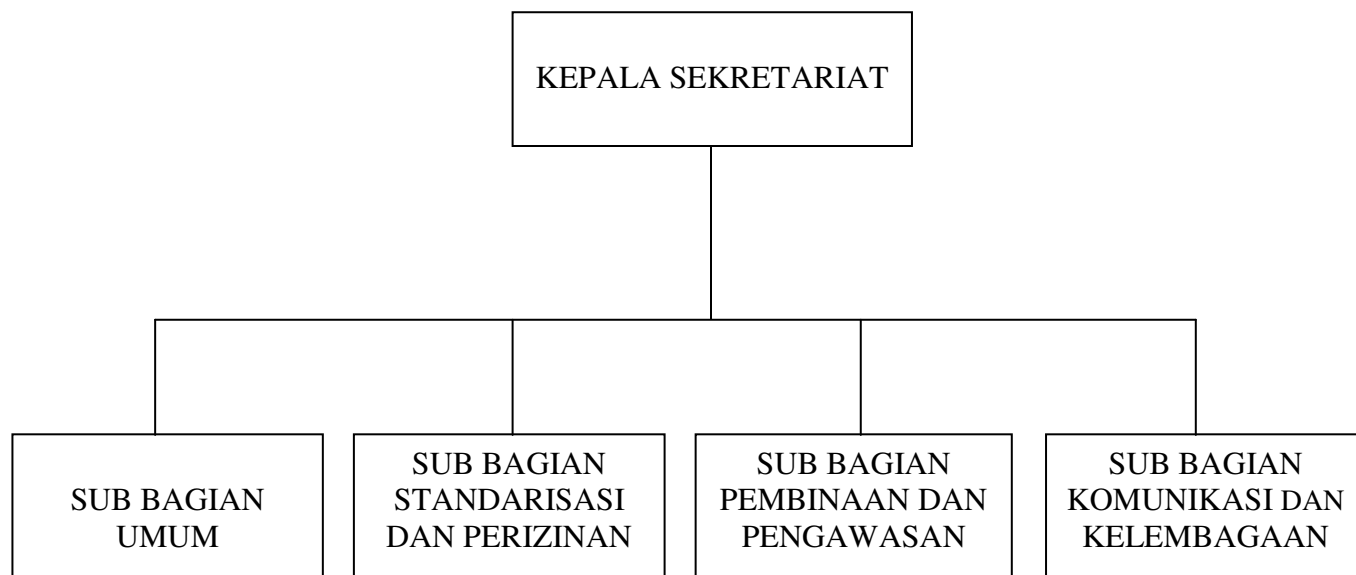 KEPALA SEKRETARIAT
SUB BAGIAN
UMUM
SUB BAGIAN
STANDARISASI
DAN PERIZINAN
SUB BAGIAN
PEMBINAAN DAN
PENGAWASAN
SUB BAGIAN
KOMUNIKASI DAN
KELEMBAGAAN